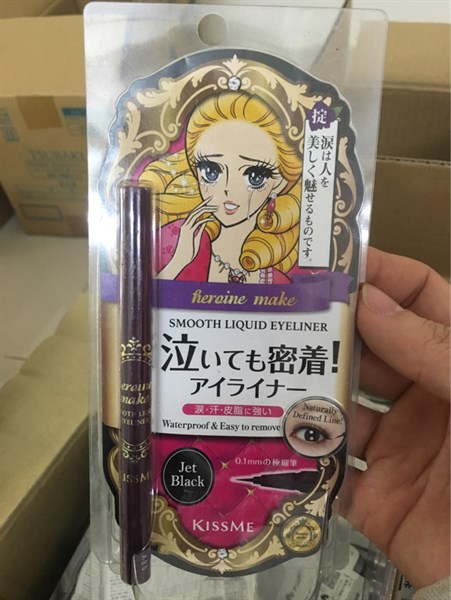 掟
涙は人を
美しく魅せるものです。
heroine make
SMOOTH LIQUID EYELINER
泣いても密着!
アイライナー
涙・汗・皮脂に強い
Waterproof & Easy to remove
Naturally
Defined Line!
Jet
Black
0.1mmの極細筆
KISSME
heroine
make
SMOOTH LIQUID
EYELINER
KISSME